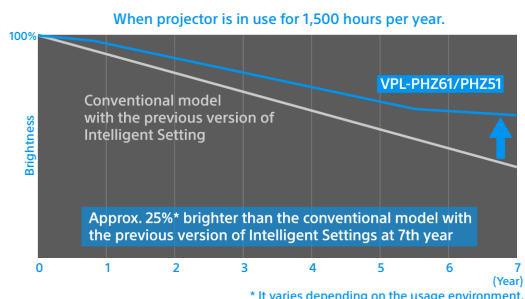 When projector is in use for 1,500 hours per year.
100%
VPL-PHZ61/PHZ51
Conventional model
with the previous version of
Intelligent Setting
Brightness
Approx. 25%* brighter than the conventional model with
the previous version of Intelligent Settings at 7th year
0 1 2 3 4 5 6 7
(Year)
* It varies depending on the usage environment.